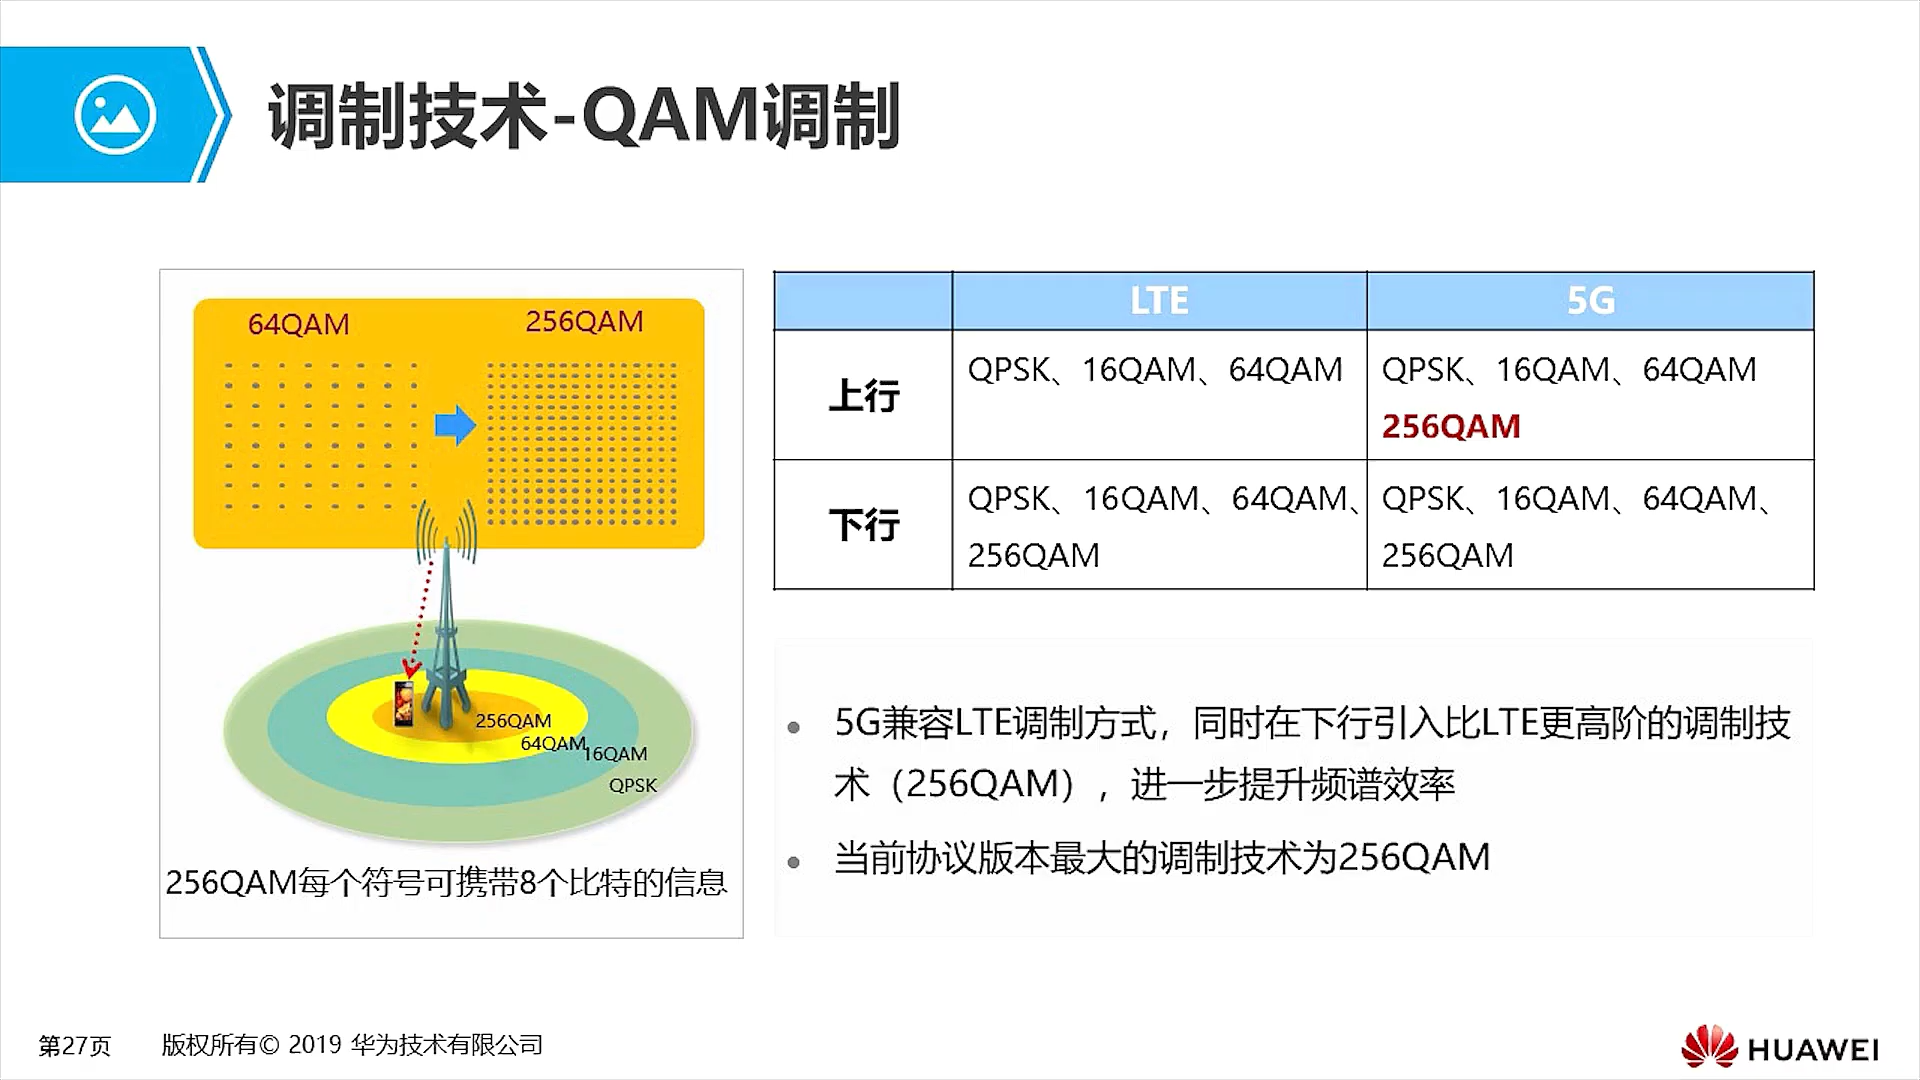 调制技术-QAM调制
64QAM
256QAM
256QAM
64QAM
16QAM
QPSK
256QAM每个符号可携带8个比特的信息
LTE
5G
上行
QPSK、16QAM、64QAM
QPSK、16QAM、64QAM
256QAM
下行
QPSK、16QAM、64QAM、
256QAM
QPSK、16QAM、64QAM、
256QAM
5G兼容LTE调制方式，同时在下行引入比LTE更高阶的调制技
术（256QAM），进一步提升频谱效率
当前协议版本最大的调制技术为256QAM
第27页
版权所有© 2019 华为技术有限公司
HUAWEI